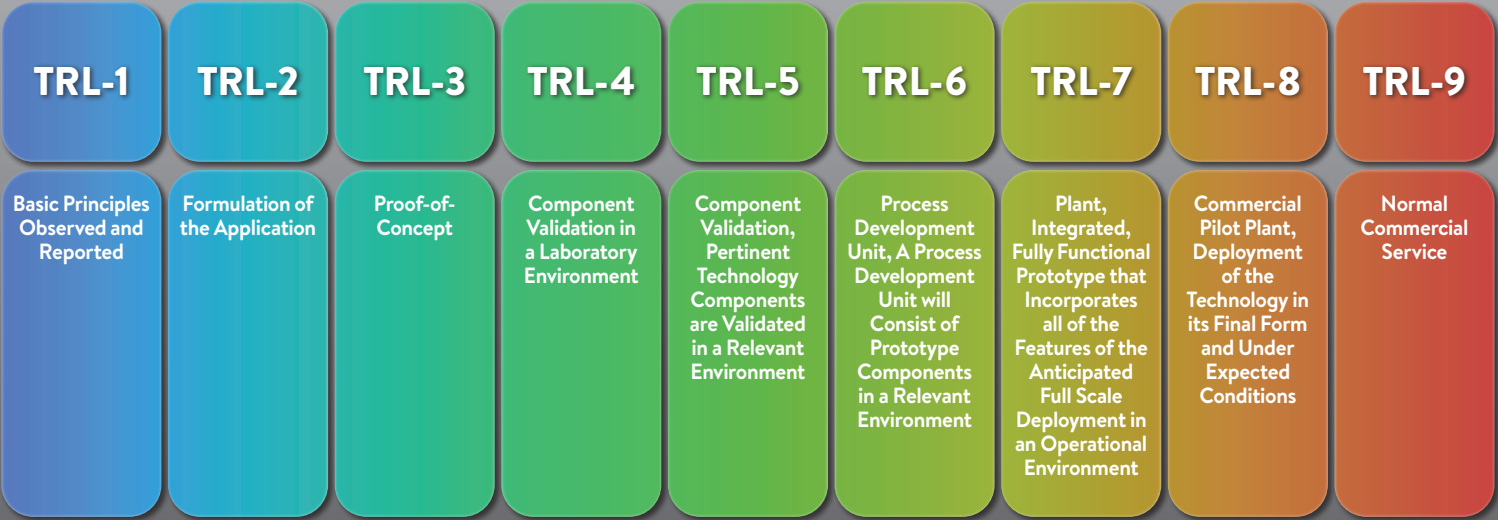 TRL-1
TRL-2
TRL-3
TRL-4
TRL-5
TRL-6
TRL-7
TRL-8
TRL-9
Basic Principles
Observed and
Reported
Formulation of
the Application
Proof-of-
Concept
Component
Validation in
a Laboratory
Environment
Component
Validation,
Pertinent
Technology
Components
are Validated
in a Relevant
Environment
Process
Development
Unit, A Process
Development
Unit will
Consist of
Prototype
Components
in a Relevant
Environment
Plant,
Integrated,
Fully Functional
Prototype that
Incorporates
all of the
Features of the
Anticipated
Full Scale
Deployment in
an Operational
Environment
Commercial
Pilot Plant,
Deployment
of the
Technology in
its Final Form
and Under
Expected
Conditions
Normal
Commercial
Service